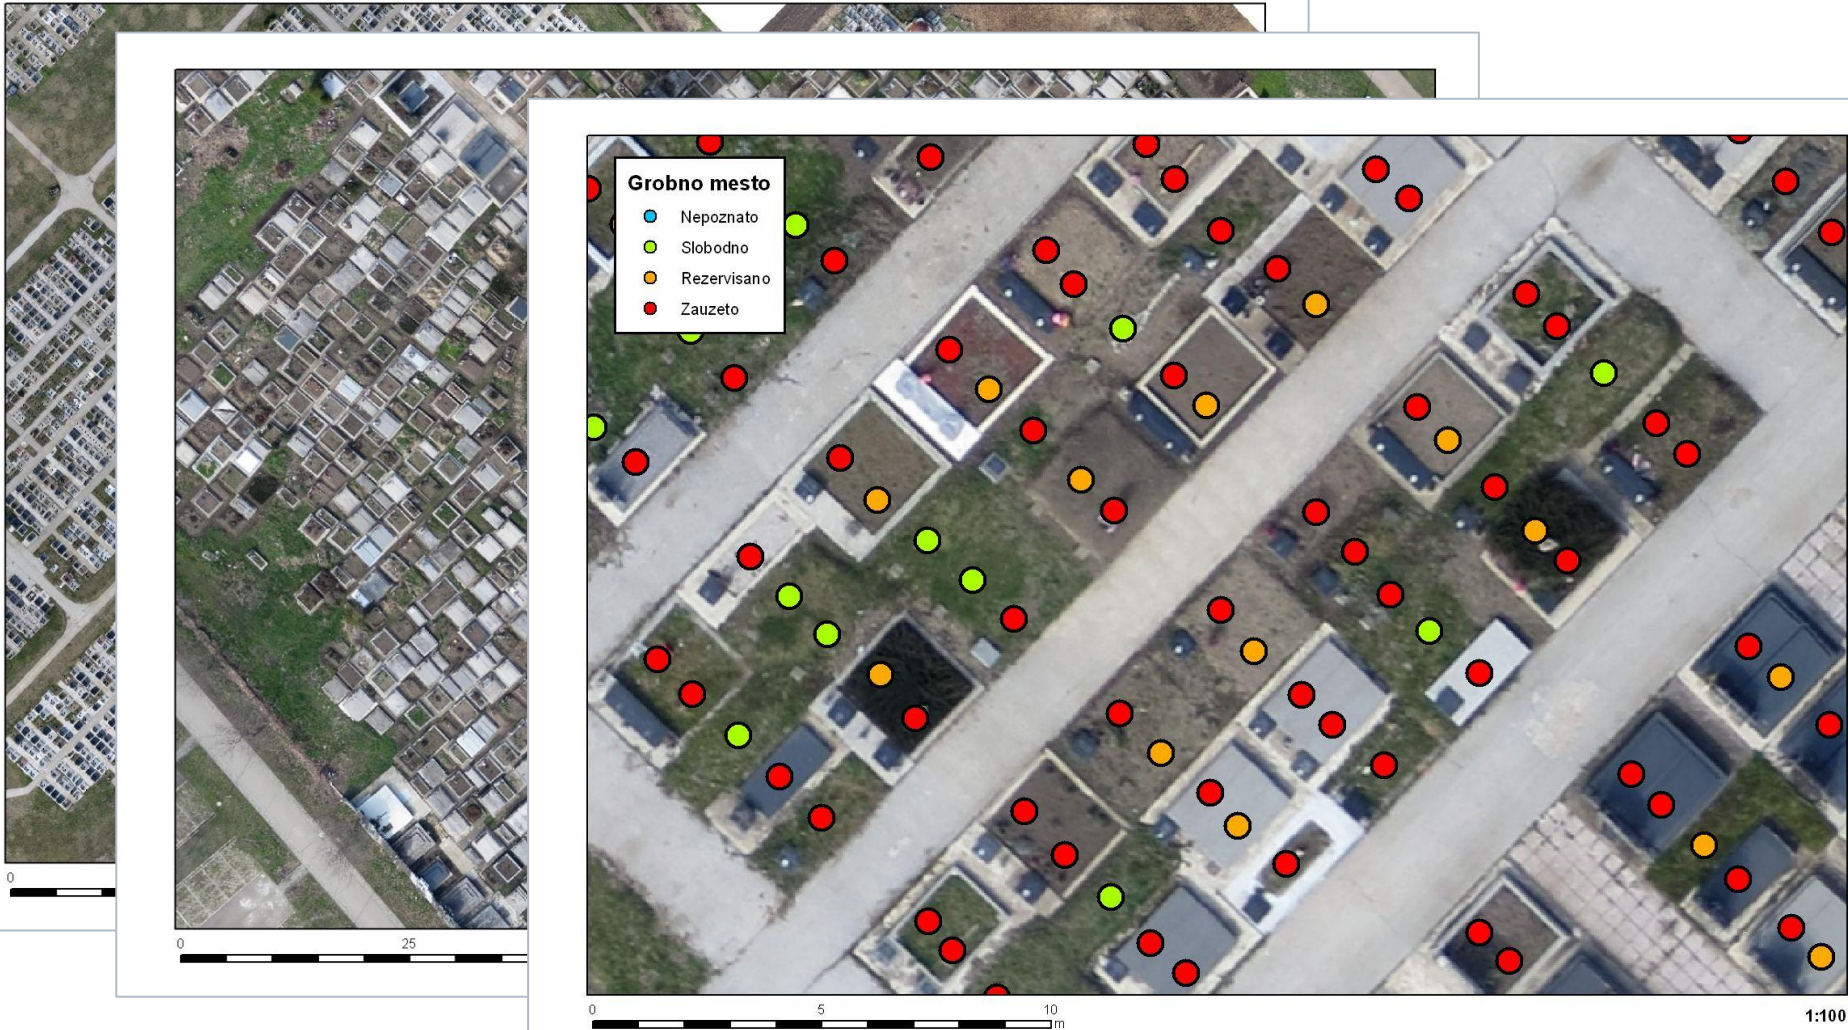 Grobno mesto
Nepoznato
Slobodno
Rezervisano
Zauzeto
0
0
25
0
5
10
m
1:100